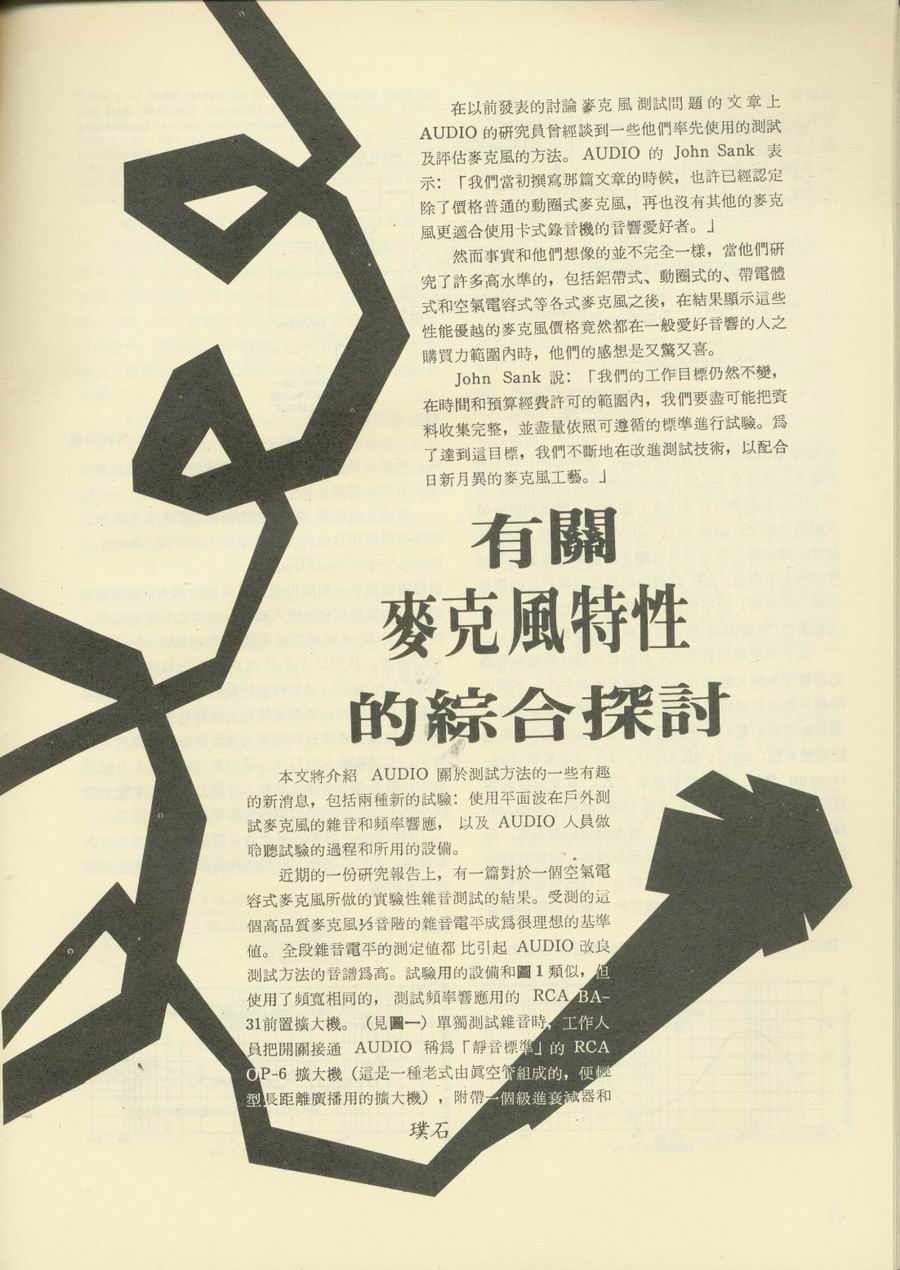 在以前發表的討論麥克風測試問題的文章上
AUDIO 的研究員曾經談到一些他們率先使用的測試
及評估麥克風的方法。AUDIO 的 John Sank 表
示：「我們當初撰寫那篇文章的時候，也許已經認定
除了價格普通的動圈式麥克風，再也沒有其他的麥克
風更適合使用卡式錄音機的音響愛好者。」
然而事實和他們想像的並不完全一樣，當他們研
究了許多高水準的，包括鋁帶式、動圈式的、帶電體
式和空氣電容式等各式麥克風之後，在結果顯示這些
性能優越的麥克風價格竟然都在一般愛好音響的人之
購買力範圍內時，他們的感想是又驚又喜。
John Sank 說：「我們的工作目標仍然不變，
在時間和預算經費許可的範圍內，我們要盡可能把資
料收集完整，並盡量依照可遵循的標準進行試驗。爲
了達到這目標，我們不斷地在改進測試技術，以配合
日新月異的麥克風工藝。」
有關
麥克風特性
的綜合探討
本文將介紹 AUDIO 關於測試方法的一些有趣
的新消息，包括兩種新的試驗：使用平面波在戶外測
試麥克風的雜音和頻率響應，以及 AUDIO 人員做
聆聽試驗的過程和所用的設備。
近期的一份研究報告上，有一篇對於一個空氣電
容式麥克風所做的實驗性雜音測試的結果。受測的這
個高品質麥克風⅓音階的雜音電平成爲很理想的基準
值。全段雜音電平的測定值都比引起 AUDIO 改良
測試方法的音譜爲高。試驗用的設備和圖1類似，但
使用了頻寬相同的，測試頻率響應用的 RCA BA-
31前置擴大機。（見圖一）單獨測試雜音時，工作人
員把開關接通 AUDIO 稱爲「靜音標準」的 RCA
OP-6 擴大機（這是一種老式由眞空管組成的，便輕
型長距離廣播用的擴大機），附帶一個級進衰減器和
璞石